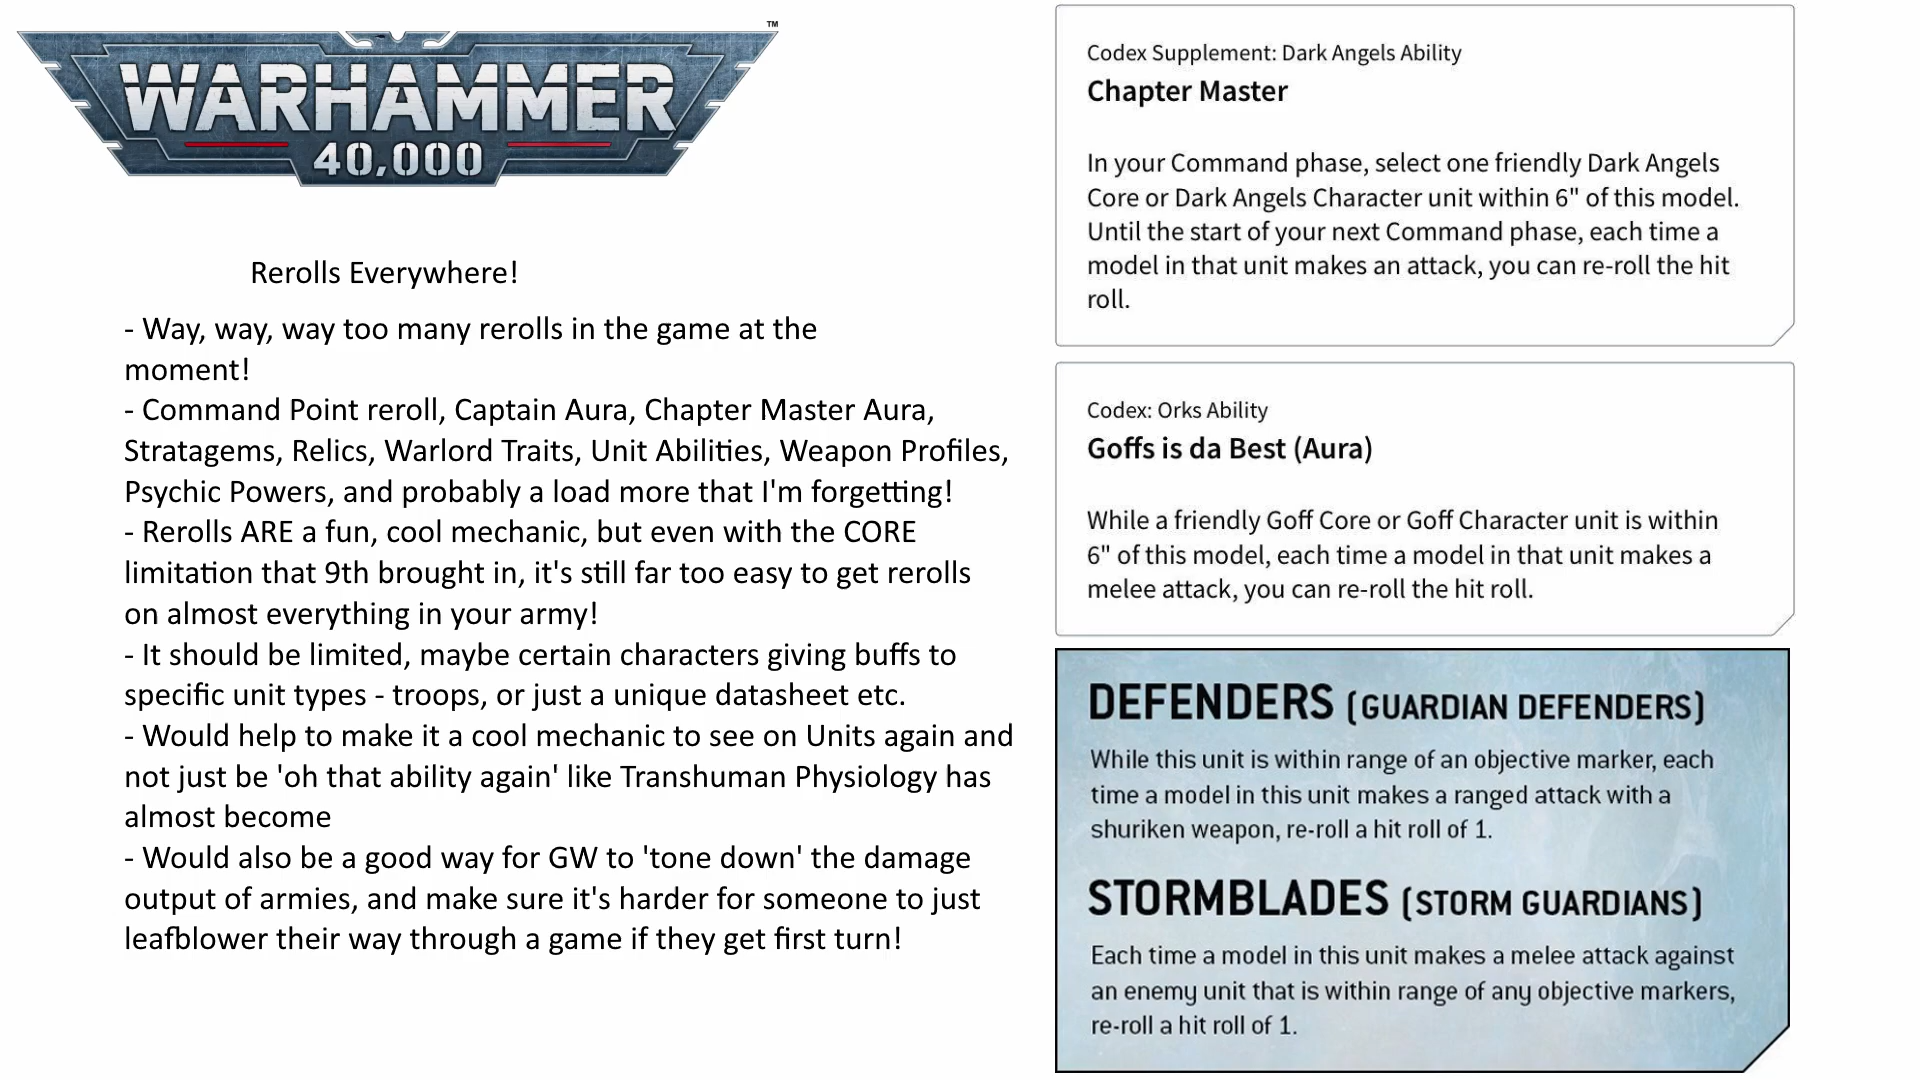 WARHAMMER
™
40,000
Rerolls Everywhere!
- Way, way, way too many rerolls in the game at the
moment!
- Command Point reroll, Captain Aura, Chapter Master Aura,
Stratagems, Relics, Warlord Traits, Unit Abilities, Weapon Profiles,
Psychic Powers, and probably a load more that I'm forgetting!
- Rerolls ARE a fun, cool mechanic, but even with the CORE
limitation that 9th brought in, it's still far too easy to get rerolls
on almost everything in your army!
- It should be limited, maybe certain characters giving buffs to
specific unit types - troops, or just a unique datasheet etc.
- Would help to make it a cool mechanic to see on Units again and
not just be 'oh that ability again' like Transhuman Physiology has
almost become
- Would also be a good way for GW to 'tone down' the damage
output of armies, and make sure it's harder for someone to just
leafblower their way through a game if they get first turn!
Codex Supplement: Dark Angels Ability
Chapter Master
In your Command phase, select one friendly Dark Angels
Core or Dark Angels Character unit within 6" of this model.
Until the start of your next Command phase, each time a
model in that unit makes an attack, you can re-roll the hit
roll.
Codex: Orks Ability
Goffs is da Best (Aura)
While a friendly Goff Core or Goff Character unit is within
6" of this model, each time a model in that unit makes a
melee attack, you can re-roll the hit roll.
DEFENDERS (GUARDIAN DEFENDERS)
While this unit is within range of an objective marker, each
time a model in this unit makes a ranged attack with a
shuriken weapon, re-roll a hit roll of 1.
STORMBLADES (STORM GUARDIANS)
Each time a model in this unit makes a melee attack against
an enemy unit that is within range of any objective markers,
re-roll a hit roll of 1.